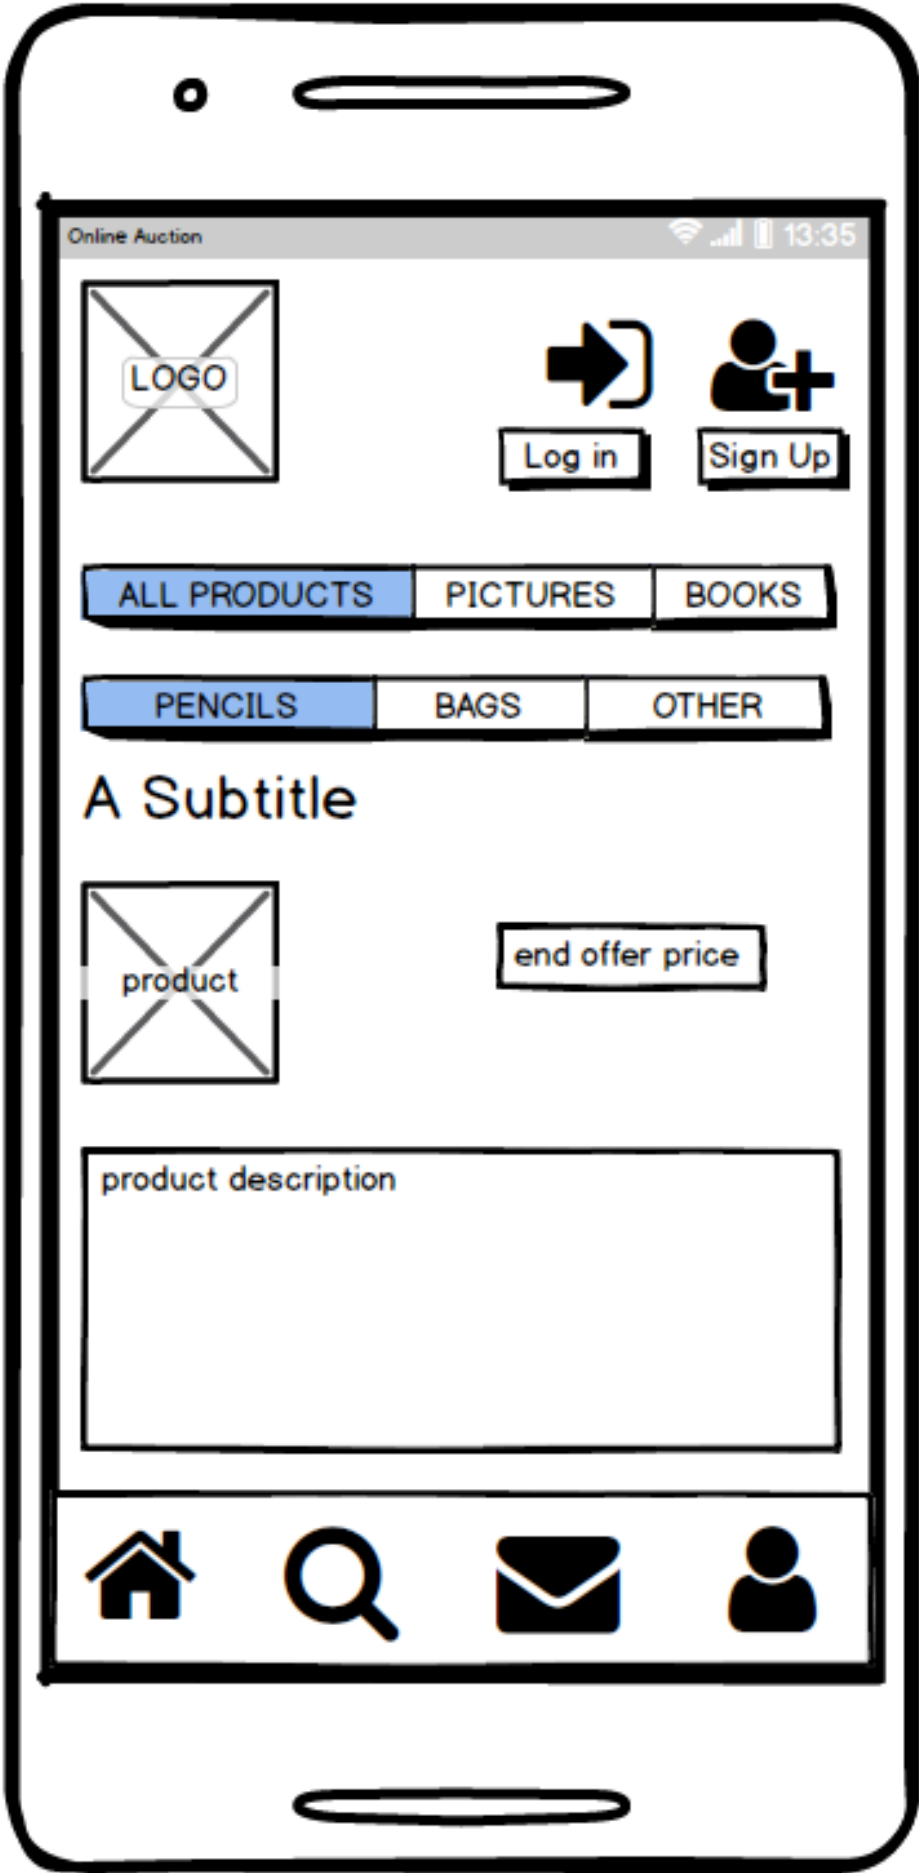 Online Auction 13:35
LOGO
Log in Sign Up
ALL PRODUCTS PICTURES BOOKS
PENCILS BAGS OTHER
A Subtitle
product
end offer price
product description